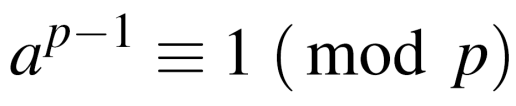 a^{p-1} ≡ 1 (mod p)